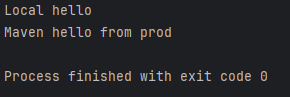 Local hello
Maven hello from prod
Process finished with exit code 0